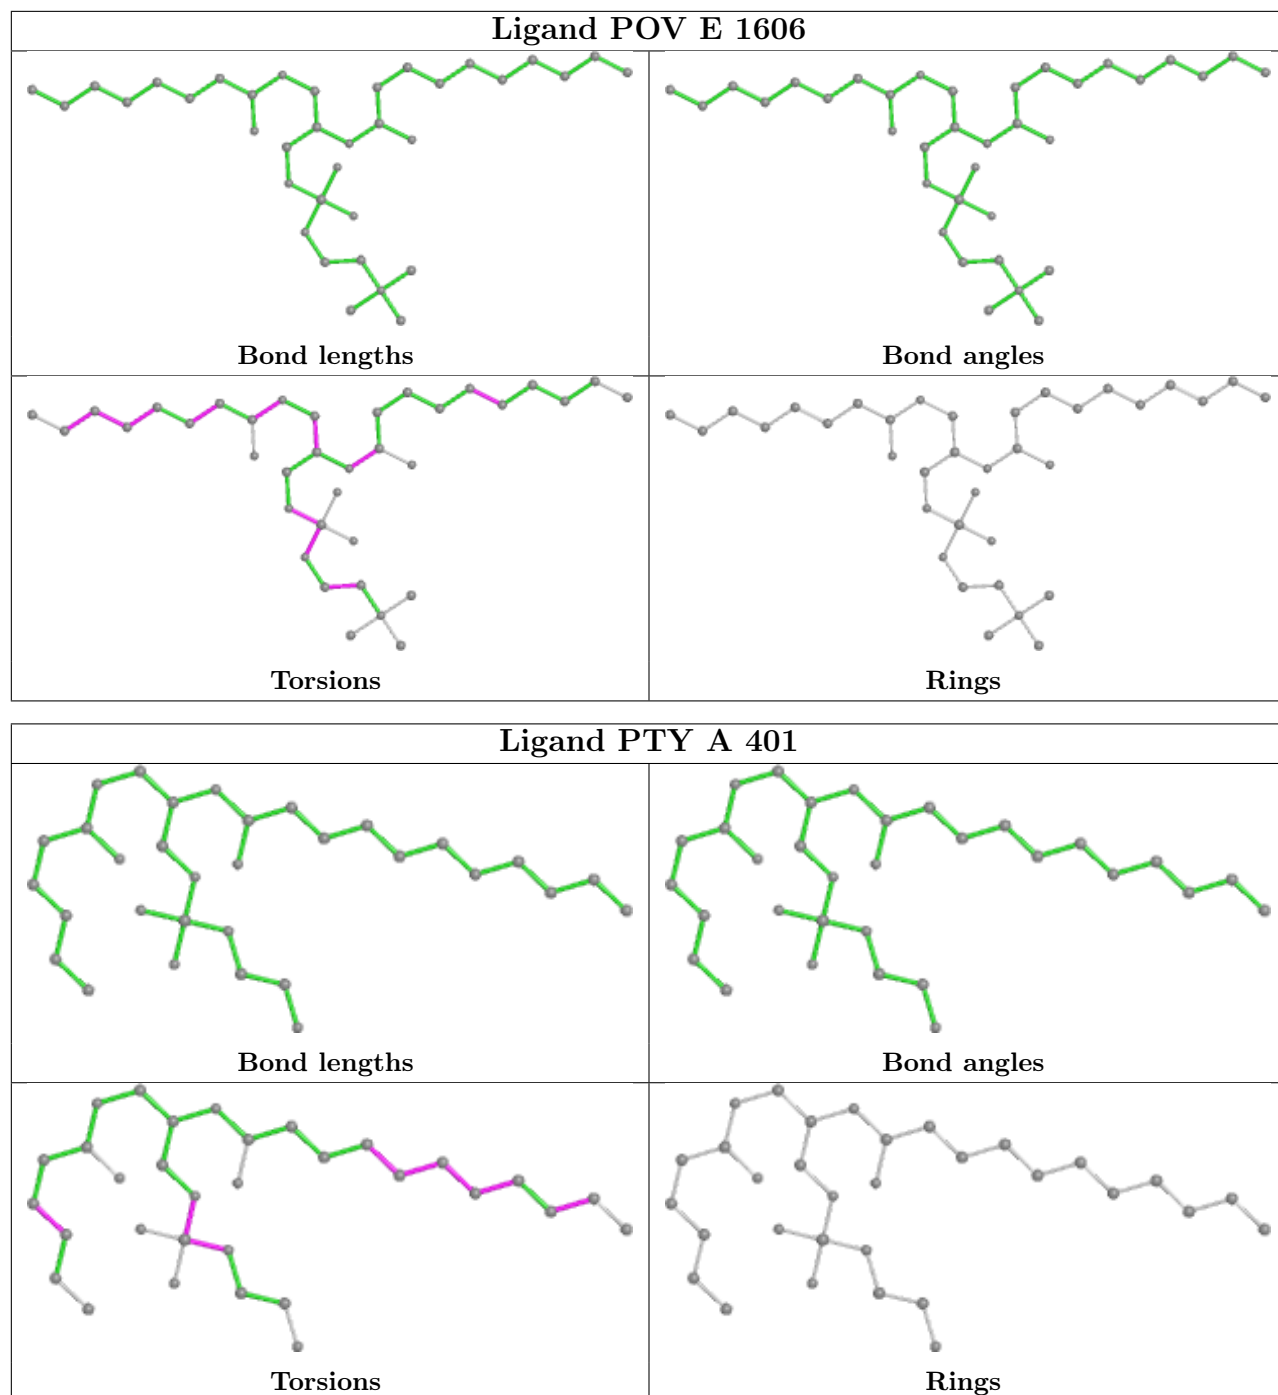 Ligand POV E 1606
Bond lengths
Bond angles
Torsions
Rings
Ligand PTY A 401
Bond lengths
Bond angles
Torsions
Rings